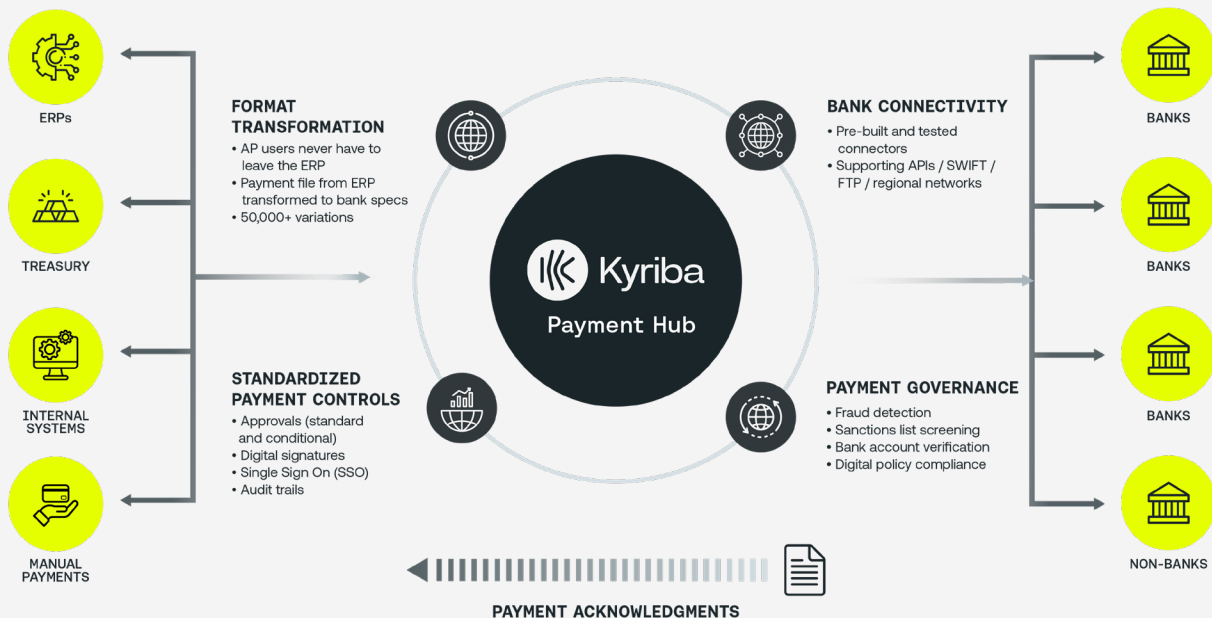 ERPs
TREASURY
INTERNAL
SYSTEMS
MANUAL
PAYMENTS
FORMAT
TRANSFORMATION
• AP users never have to
leave the ERP
• Payment file from ERP
transformed to bank specs
• 50,000+ variations
STANDARDIZED
PAYMENT CONTROLS
• Approvals (standard
and conditional)
• Digital signatures
• Single Sign On (SSO)
• Audit trails
Kyriba
Payment Hub
BANK CONNECTIVITY
• Pre-built and tested
connectors
• Supporting APIs / SWIFT /
FTP / regional networks
PAYMENT GOVERNANCE
• Fraud detection
• Sanctions list screening
• Bank account verification
• Digital policy compliance
BANKS
BANKS
BANKS
NON-BANKS
PAYMENT ACKNOWLEDGMENTS